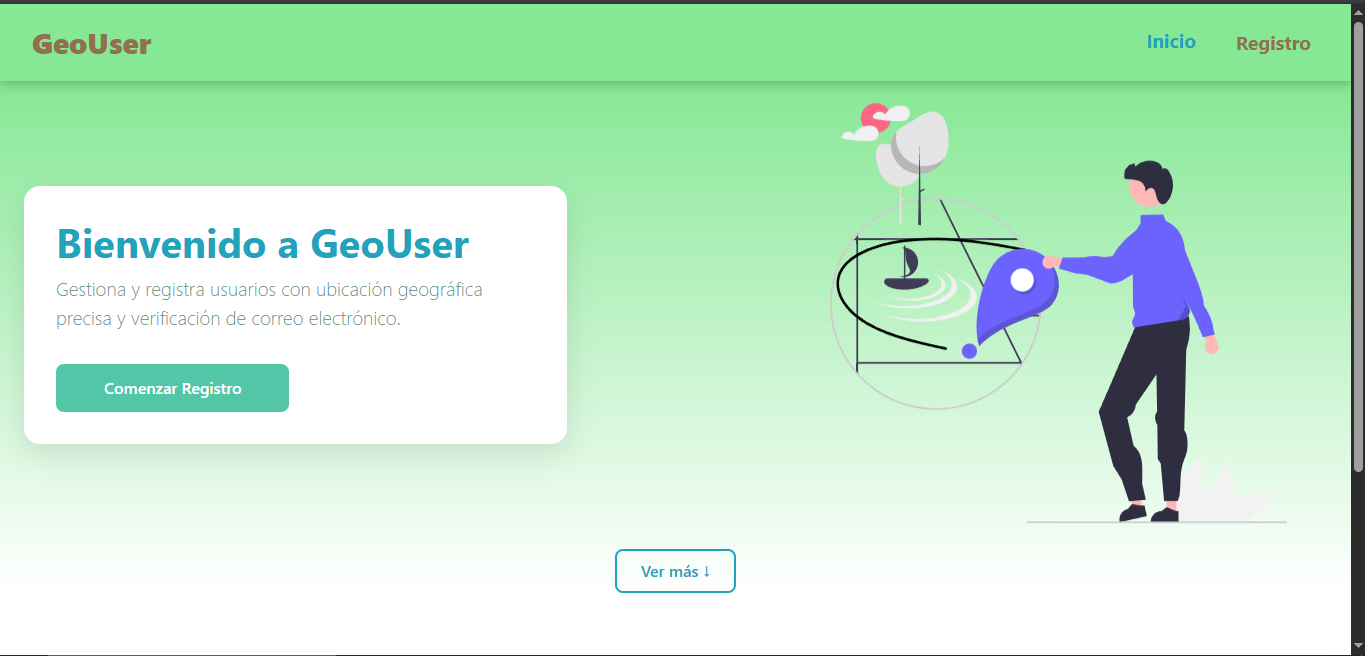 GeoUser
Inicio
Registro
Bienvenido a GeoUser
Gestiona y registra usuarios con ubicación geográfica
precisa y verificación de correo electrónico.
Comenzar Registro
Ver más ↓